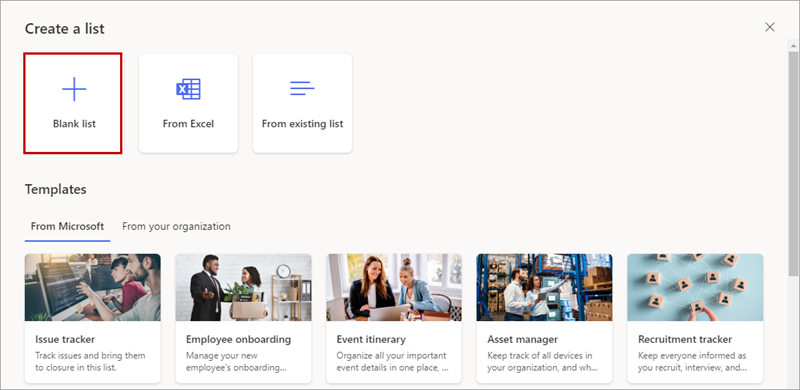 Create a list
Blank list
From Excel
From existing list
Templates
From Microsoft
From your organization
Issue tracker
Track issues and bring them
to closure in this list.
Employee onboarding
Manage your new
employee's onboarding...
Event itinerary
Organize all your important
event details in one place, ...
Asset manager
Keep track of all devices in
your organization, and wh...
Recruitment tracker
Keep everyone informed as
you recruit, interview, and...